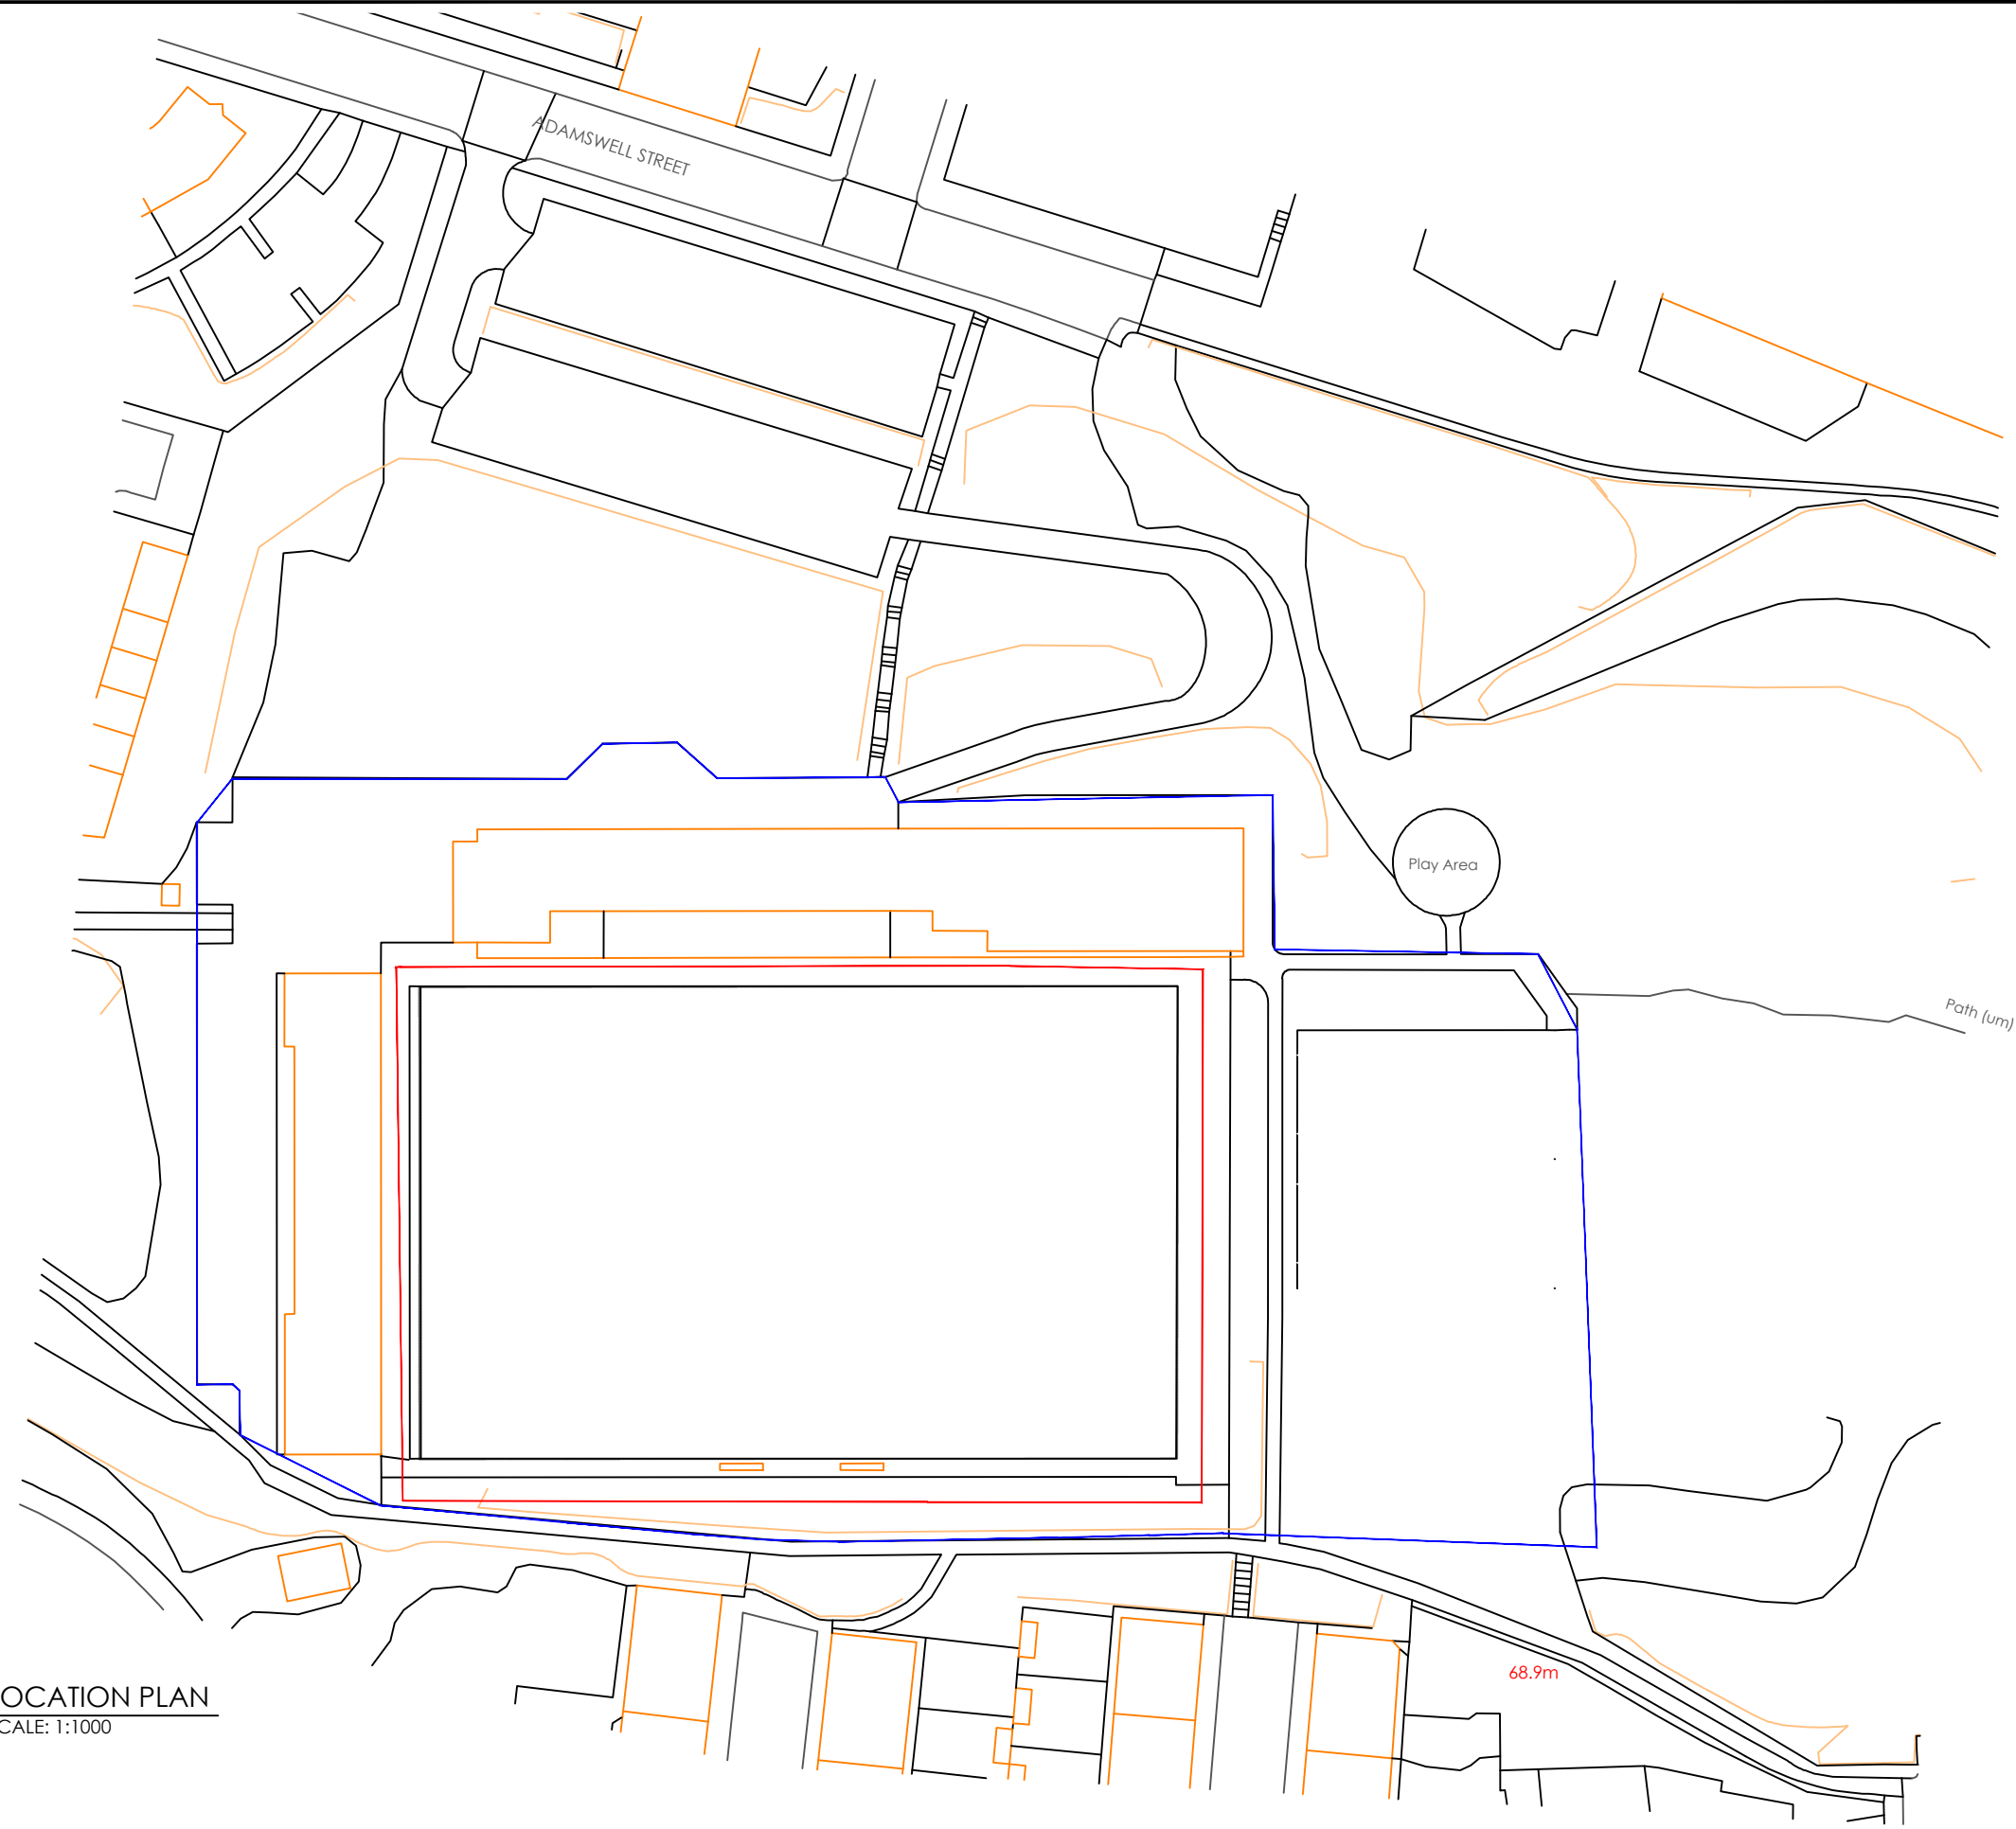 ADAMSWELL STREET
Play Area
Path (um)
68.9m
OCATION PLAN
CALE: 1:1000